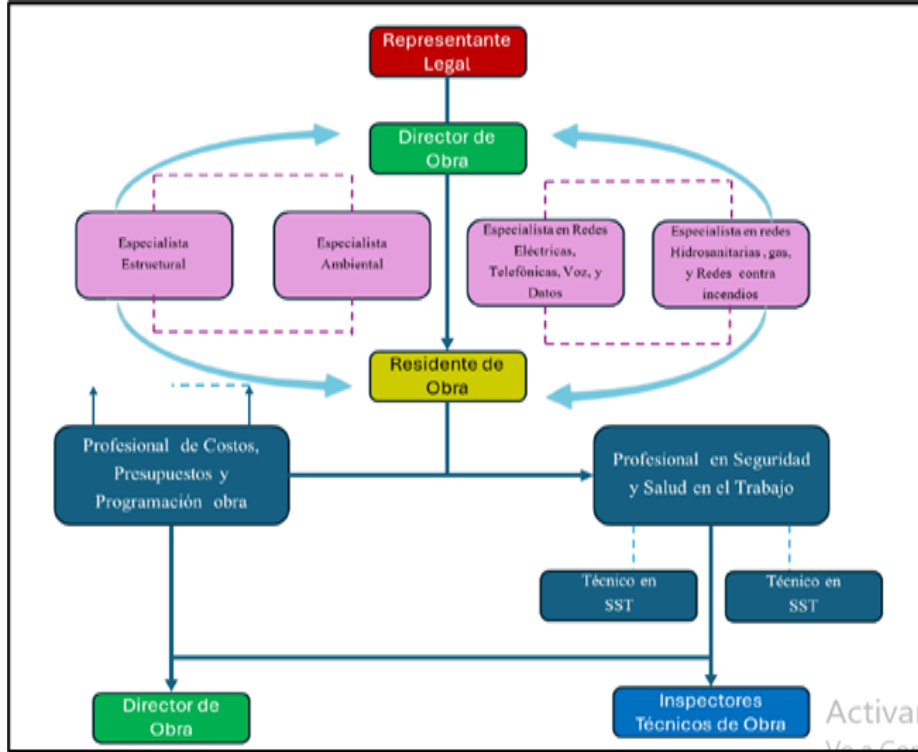 Representante
Legal
Director de
Obra
Especialista
Estructural
Especialista
Ambiental
Especialista en Redes
Eléctricas,
Telefónicas, Voz, y
Datos
Especialista en redes
Hidrosanitarias , gas,
y Redes contra
incendios
Residente de
Obra
Profesional de Costos,
Presupuestos y
Programación obra
Profesional en Seguridad
y Salud en el Trabajo
Técnico en
SST
Técnico en
SST
Director de
Obra
Inspectores
Técnicos de Obra
Activar